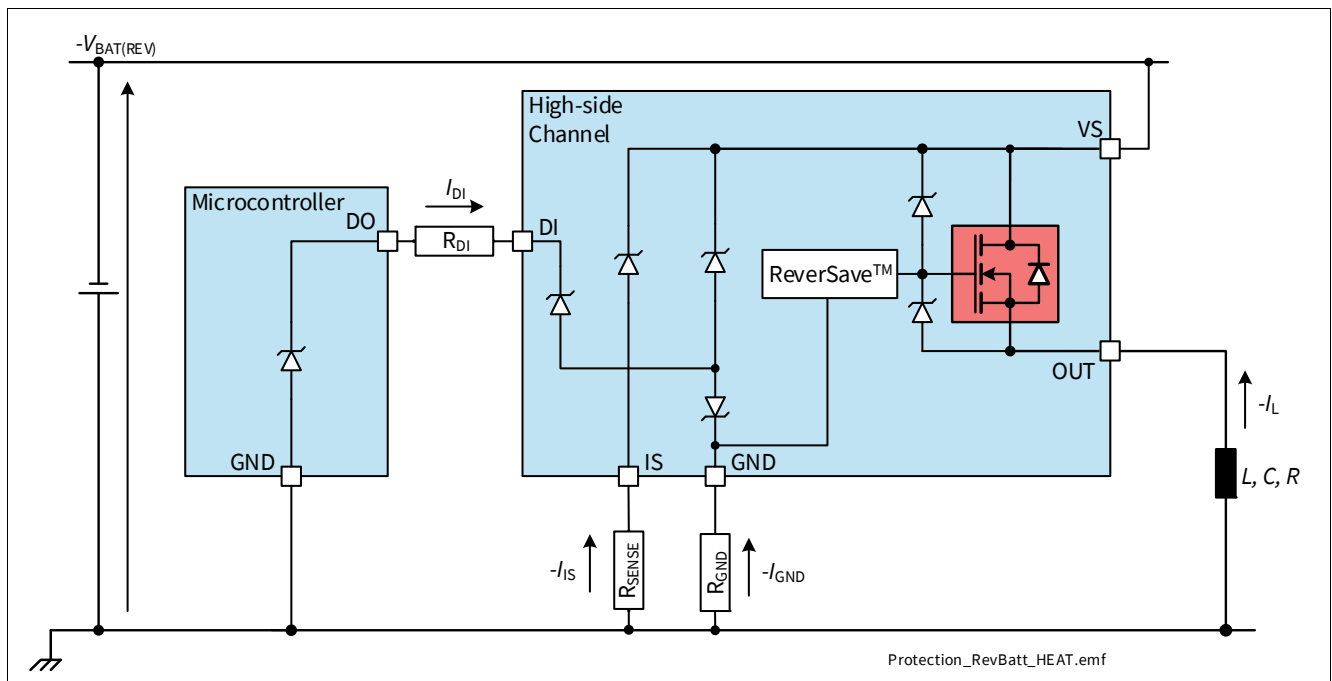 -VBAT(REV)
High-side
Channel
VS
Microcontroller
DO
IDI
RDI
DI
ReverSave™
OUT
-IL
GND
IS
GND
L, C, R
-IIS
RSENSE
RGND
-IGND
Protection_RevBatt_HEAT.emf